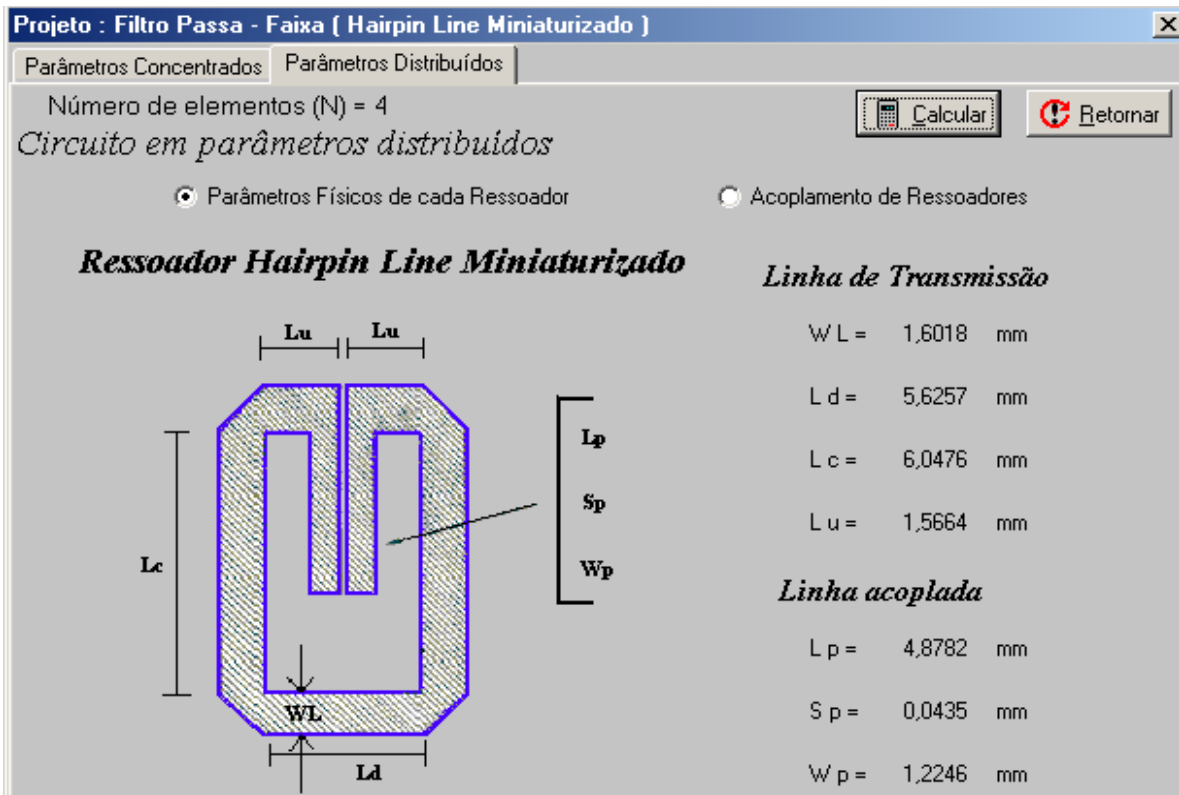 Projeto : Filtro Passa - Faixa ( Hairpin Line Miniaturizado )
Parâmetros Concentrados
Parâmetros Distribuídos
Número de elementos (N) = 4
Calcular
Retornar
Circuito em parâmetros distribuídos
Parâmetros Físicos de cada Ressoador
Acoplamento de Ressoadores
Ressoador Hairpin Line Miniaturizado
Lu
Lu
Lc
WL
Ld
Lp
Sp
Wp
Linha de Transmissão
W L = 1,6018 mm
L d = 5,6257 mm
L c = 6,0476 mm
L u = 1,5664 mm
Linha acoplada
L p = 4,8782 mm
S p = 0,0435 mm
W p = 1,2246 mm